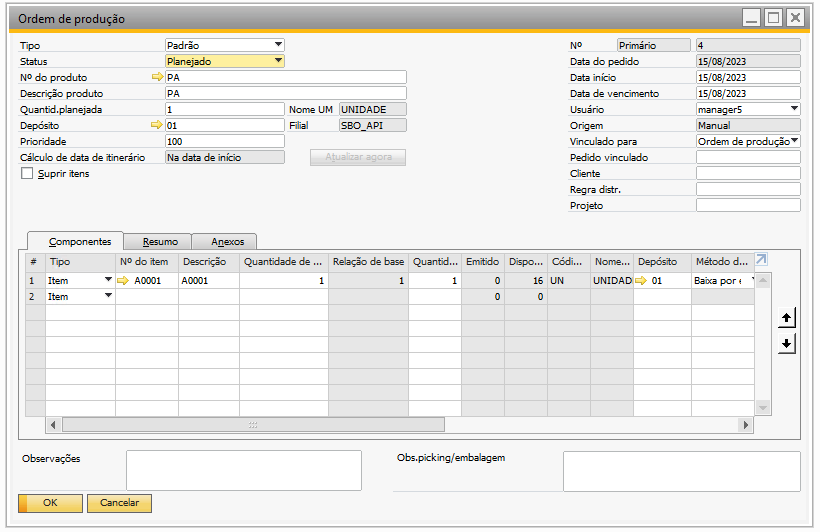 Ordem de produção
Tipo Padrão
Status Planejado
Nº do produto PA
Descrição produto PA
Quantid.planejada 1 Nome UM UNIDADE
Depósito 01 Filial SBO_API
Prioridade 100
Cálculo de data de itinerário Na data de início Atualizar agora
Suprir itens
Nº Primário 4
Data do pedido 15/08/2023
Data início 15/08/2023
Data de vencimento 15/08/2023
Usuário manager5
Origem Manual
Vinculado para Ordem de produção
Pedido vinculado
Cliente
Regra distr.
Projeto
Componentes Resumo Anexos
# Tipo Nº do item Descrição Quantidade de ... Relação de base Quantid... Emitido Dispo... Códi... Nome... Depósito Método d...
1 Item A0001 A0001 1 1 1 0 16 UN UNIDAD 01 Baixa por e
2 Item 0 0
Observações
Obs.picking/embalagem
OK Cancelar